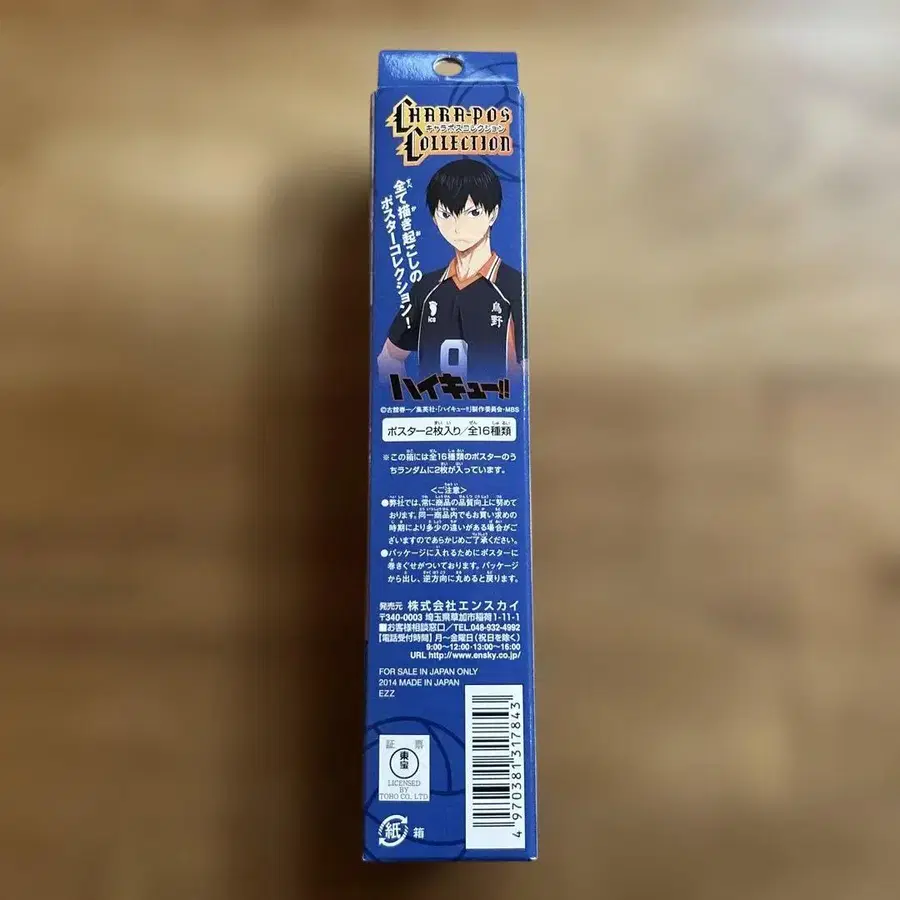 CHARA-POS
キャラポスコレクション
COLLECTION
全て描き起こしの
ポスターコレクション!
ice
烏野
9
ハイキュー!!
©古舘春一/集英社・「ハイキュー!!」製作委員会・MBS
ポスター2枚入り/全16種類
※この箱には全16種類のポスターのう
ちランダムに2枚が入っています。
<ご注意>
●弊社では、常に商品の品質向上に努めて
おります。同一商品内でもお買い求めの
時期により多少の違いがある場合がご
ざいますのであらかじめご了承ください。
●パッケージに入れるためにポスターに
巻きぐせがついております。パッケージ
から出し、逆方向に丸めると戻ります。
発売元 株式会社エンスカイ
〒340-0003 埼玉県草加市稲荷1-11-1
■お客様相談窓口/TEL.048-932-4992
【電話受付時間】月〜金曜日(祝日を除く)
9:00〜12:00・13:00〜16:00
URL http://www.ensky.co.jp/
FOR SALE IN JAPAN ONLY
2014 MADE IN JAPAN
EZZ
証 票
東宝
LICENSED
BY
TOHO CO., LTD
紙 箱
4 970381 317843